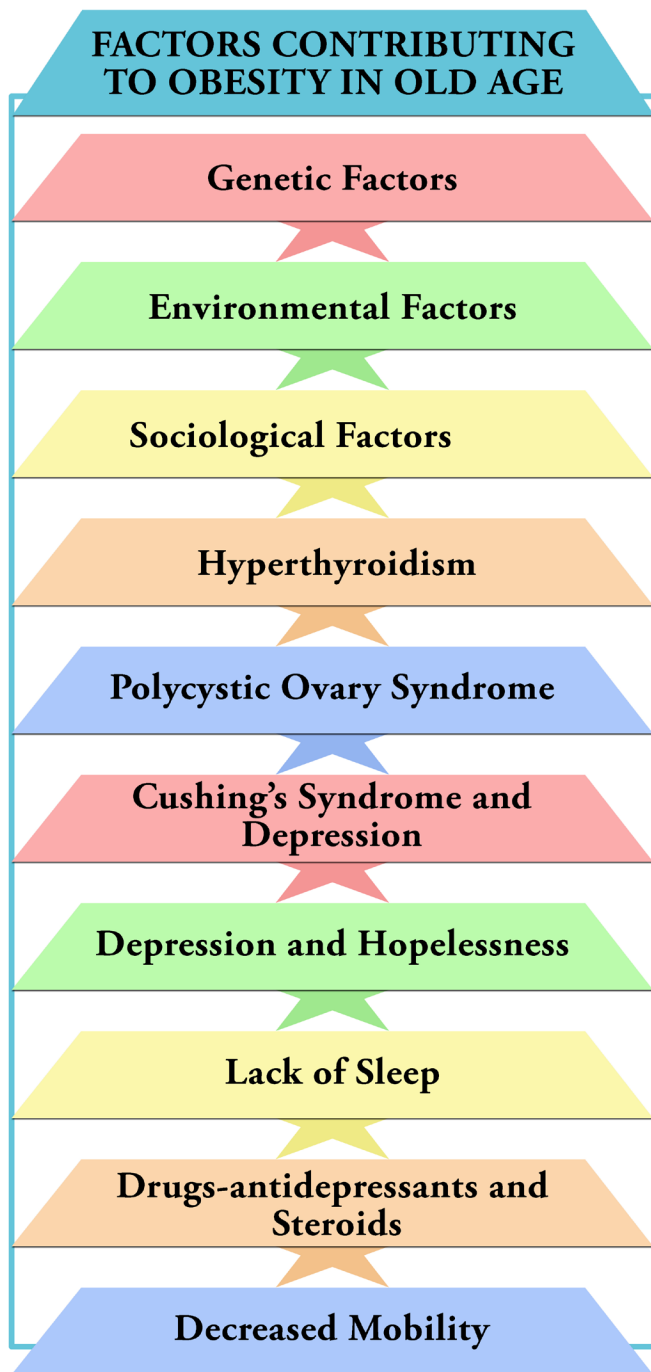 FACTORS CONTRIBUTING
TO OBESITY IN OLD AGE
Genetic Factors
Environmental Factors
Sociological Factors
Hyperthyroidism
Polycystic Ovary Syndrome
Cushing’s Syndrome and
Depression
Depression and Hopelessness
Lack of Sleep
Drugs-antidepressants and
Steroids
Decreased Mobility